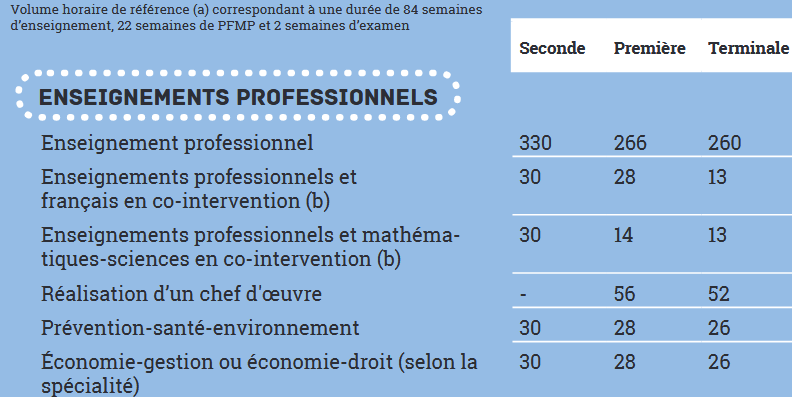 Volume horaire de référence (a) correspondant à une durée de 84 semaines
d'enseignement, 22 semaines de PFMP et 2 semaines d'examen
Seconde Première Terminale
ENSEIGNEMENTS PROFESSIONNELS
Enseignement professionnel 330 266 260
Enseignements professionnels et 30 28 13
français en co-intervention (b)
Enseignements professionnels et mathéma- 30 14 13
tiques-sciences en co-intervention (b)
Réalisation d'un chef d'œuvre - 56 52
Prévention-santé-environnement 30 28 26
Économie-gestion ou économie-droit (selon la 30 28 26
spécialité)